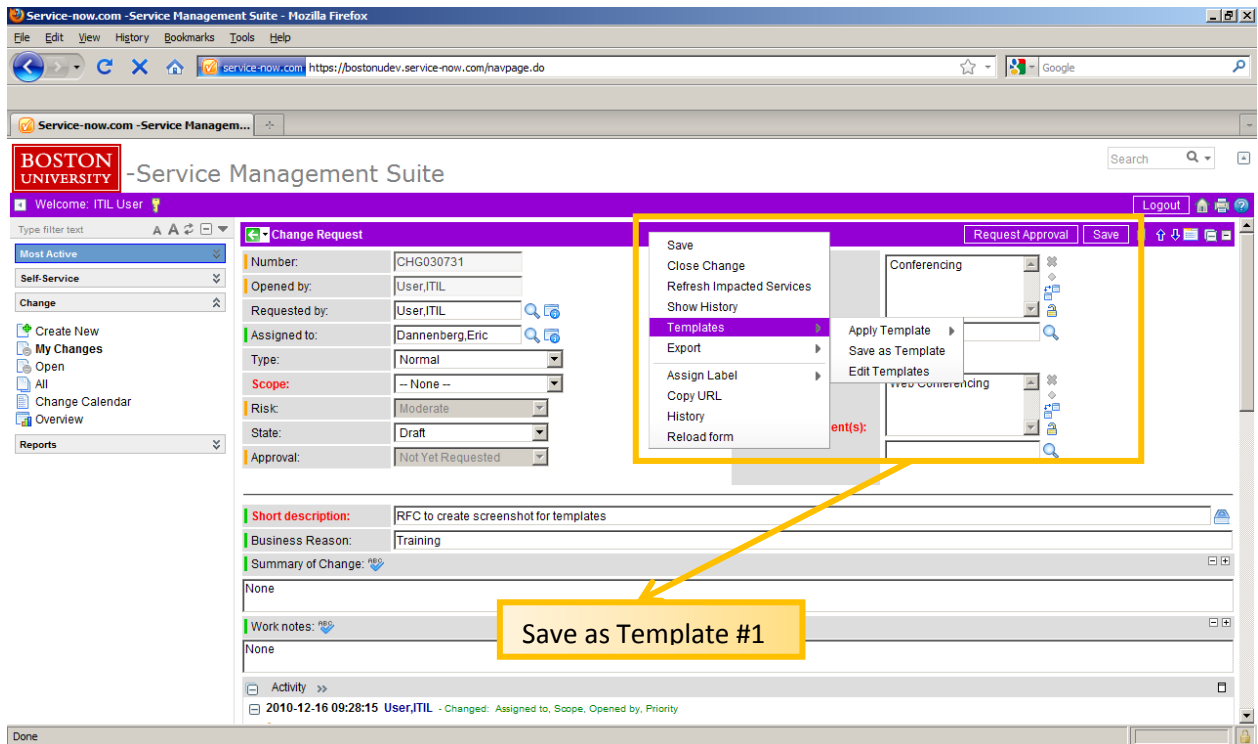 Service-now.com -Service Management Suite - Mozilla Firefox
File Edit View History Bookmarks Tools Help
service-now.com https://bostonudev.service-now.com/navpage.do
Google
Service-now.com -Service Managem...
BOSTON
UNIVERSITY
-Service Management Suite
Search
Welcome: ITIL User
Logout
Type filter text
A A
Most Active
Self-Service
Change
Create New
My Changes
Open
All
Change Calendar
Overview
Reports
Change Request
Request Approval
Save
Number: CHG030731
Opened by: User,ITIL
Requested by: User,ITIL
Assigned to: Dannenberg,Eric
Type: Normal
Scope: -- None --
Risk: Moderate
State: Draft
Approval: Not Yet Requested
Save
Close Change
Refresh Impacted Services
Show History
Templates
Export
Assign Label
Copy URL
History
Reload form
Apply Template
Save as Template
Edit Templates
Conferencing
Web Conferencing
ent(s):
Short description: RFC to create screenshot for templates
Business Reason: Training
Summary of Change: ABC
None
Work notes: ABC
None
Save as Template #1
Activity
2010-12-16 09:28:15 User,ITIL - Changed: Assigned to, Scope, Opened by, Priority
Done